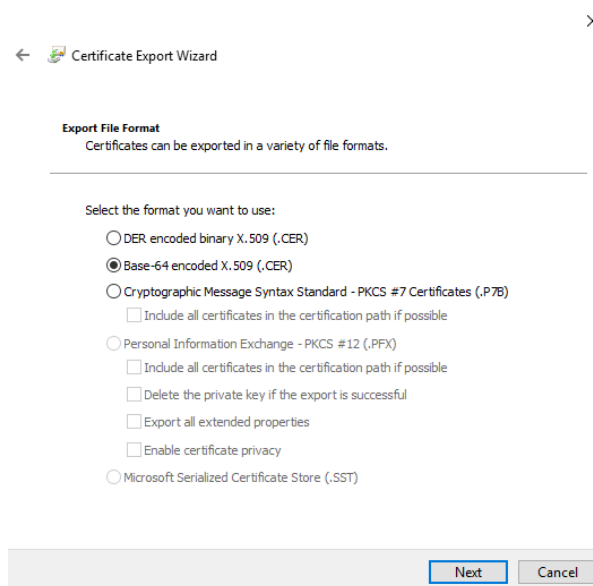 Certificate Export Wizard
Export File Format
Certificates can be exported in a variety of file formats.
Select the format you want to use:
DER encoded binary X.509 (.CER)
Base-64 encoded X.509 (.CER)
Cryptographic Message Syntax Standard - PKCS #7 Certificates (.P7B)
Include all certificates in the certification path if possible
Personal Information Exchange - PKCS #12 (.PFX)
Include all certificates in the certification path if possible
Delete the private key if the export is successful
Export all extended properties
Enable certificate privacy
Microsoft Serialized Certificate Store (.SST)
Next Cancel